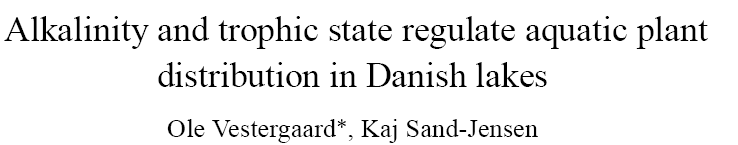 Alkalinity and trophic state regulate aquatic plant
distribution in Danish lakes
Ole Vestergaard*, Kaj Sand-Jensen